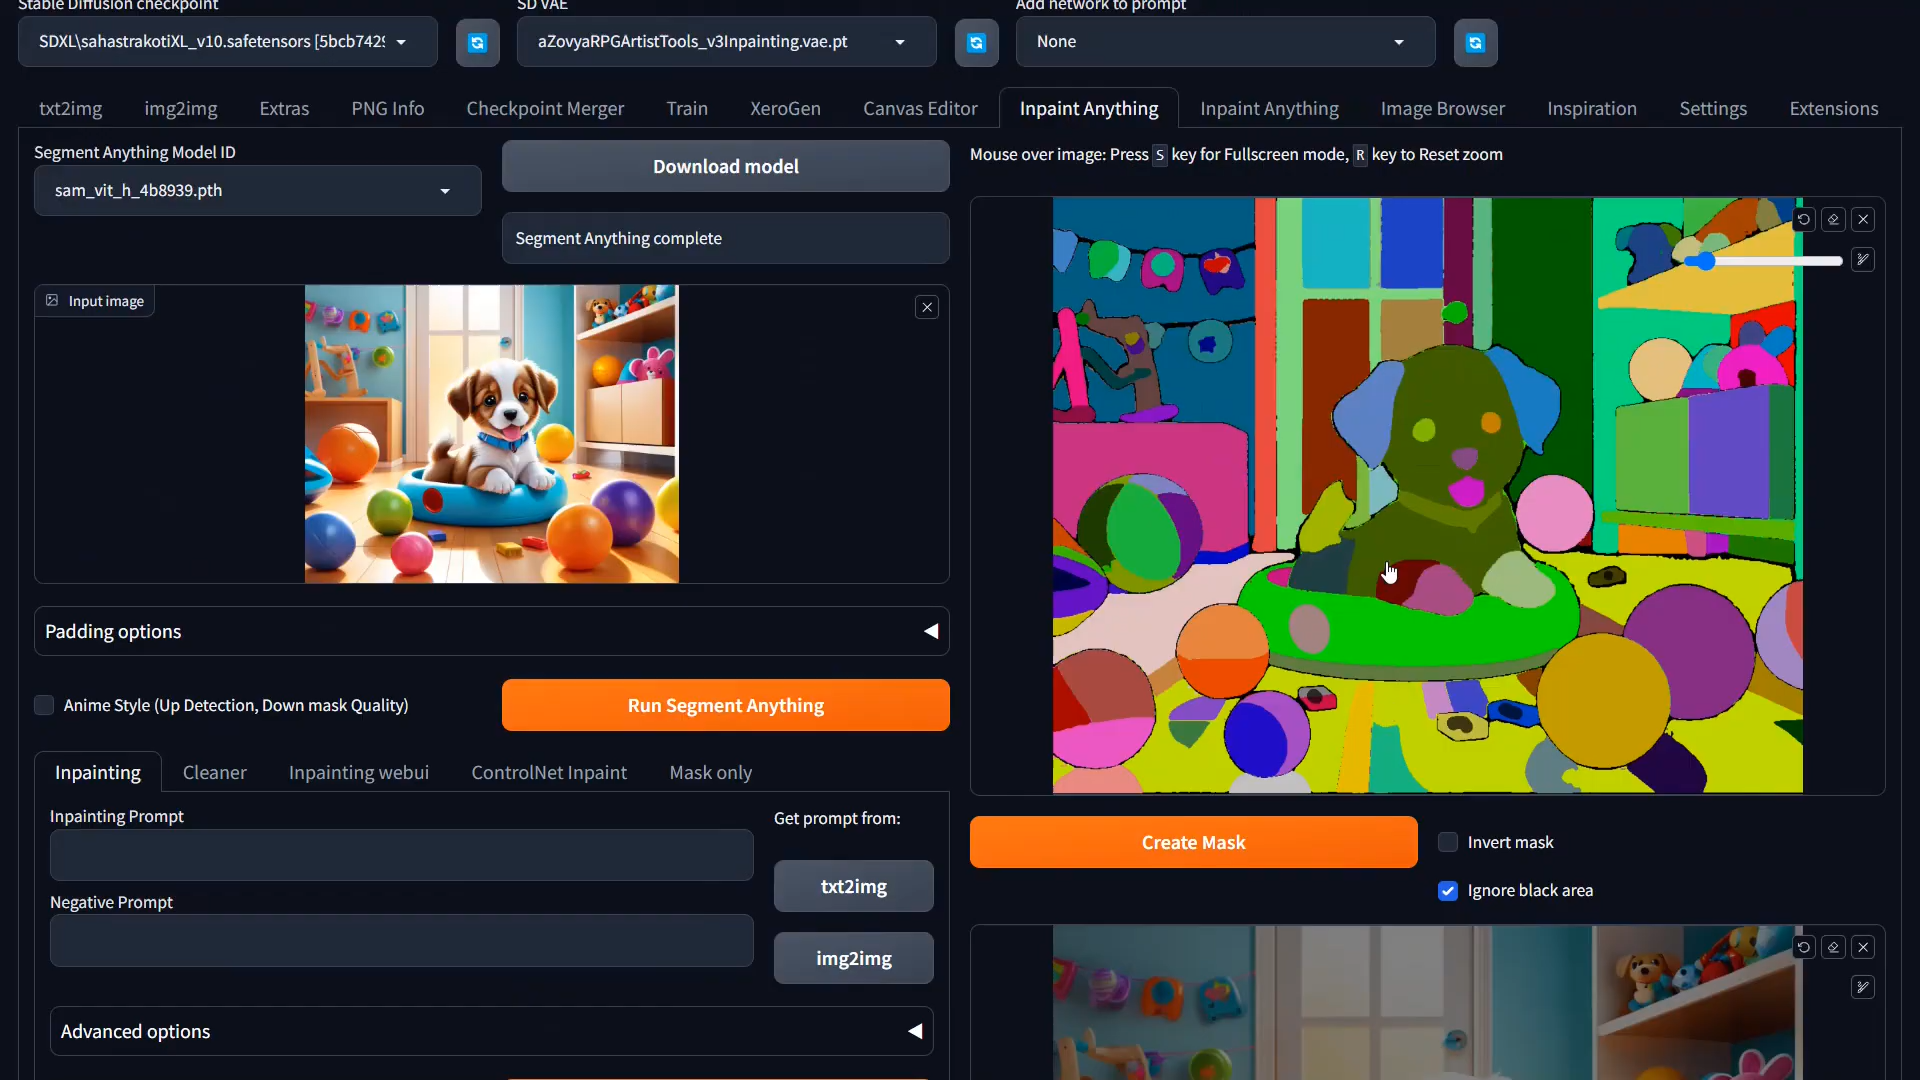 Stable Diffusion checkpoint
SD VAE
Add network to prompt
SDXL\sahastrakotiXL_v10.safetensors [5bcb7429
aZovyaRPGArtistTools_v3Inpainting.vae.pt
None
txt2img
img2img
Extras
PNG Info
Checkpoint Merger
Train
XeroGen
Canvas Editor
Inpaint Anything
Inpaint Anything
Image Browser
Inspiration
Settings
Extensions
Segment Anything Model ID
sam_vit_h_4b8939.pth
Download model
Segment Anything complete
Mouse over image: Press S key for Fullscreen mode, R key to Reset zoom
Input image
Padding options
Anime Style (Up Detection, Down mask Quality)
Run Segment Anything
Inpainting
Cleaner
Inpainting webui
ControlNet Inpaint
Mask only
Inpainting Prompt
Get prompt from:
txt2img
Negative Prompt
img2img
Advanced options
Create Mask
Invert mask
Ignore black area